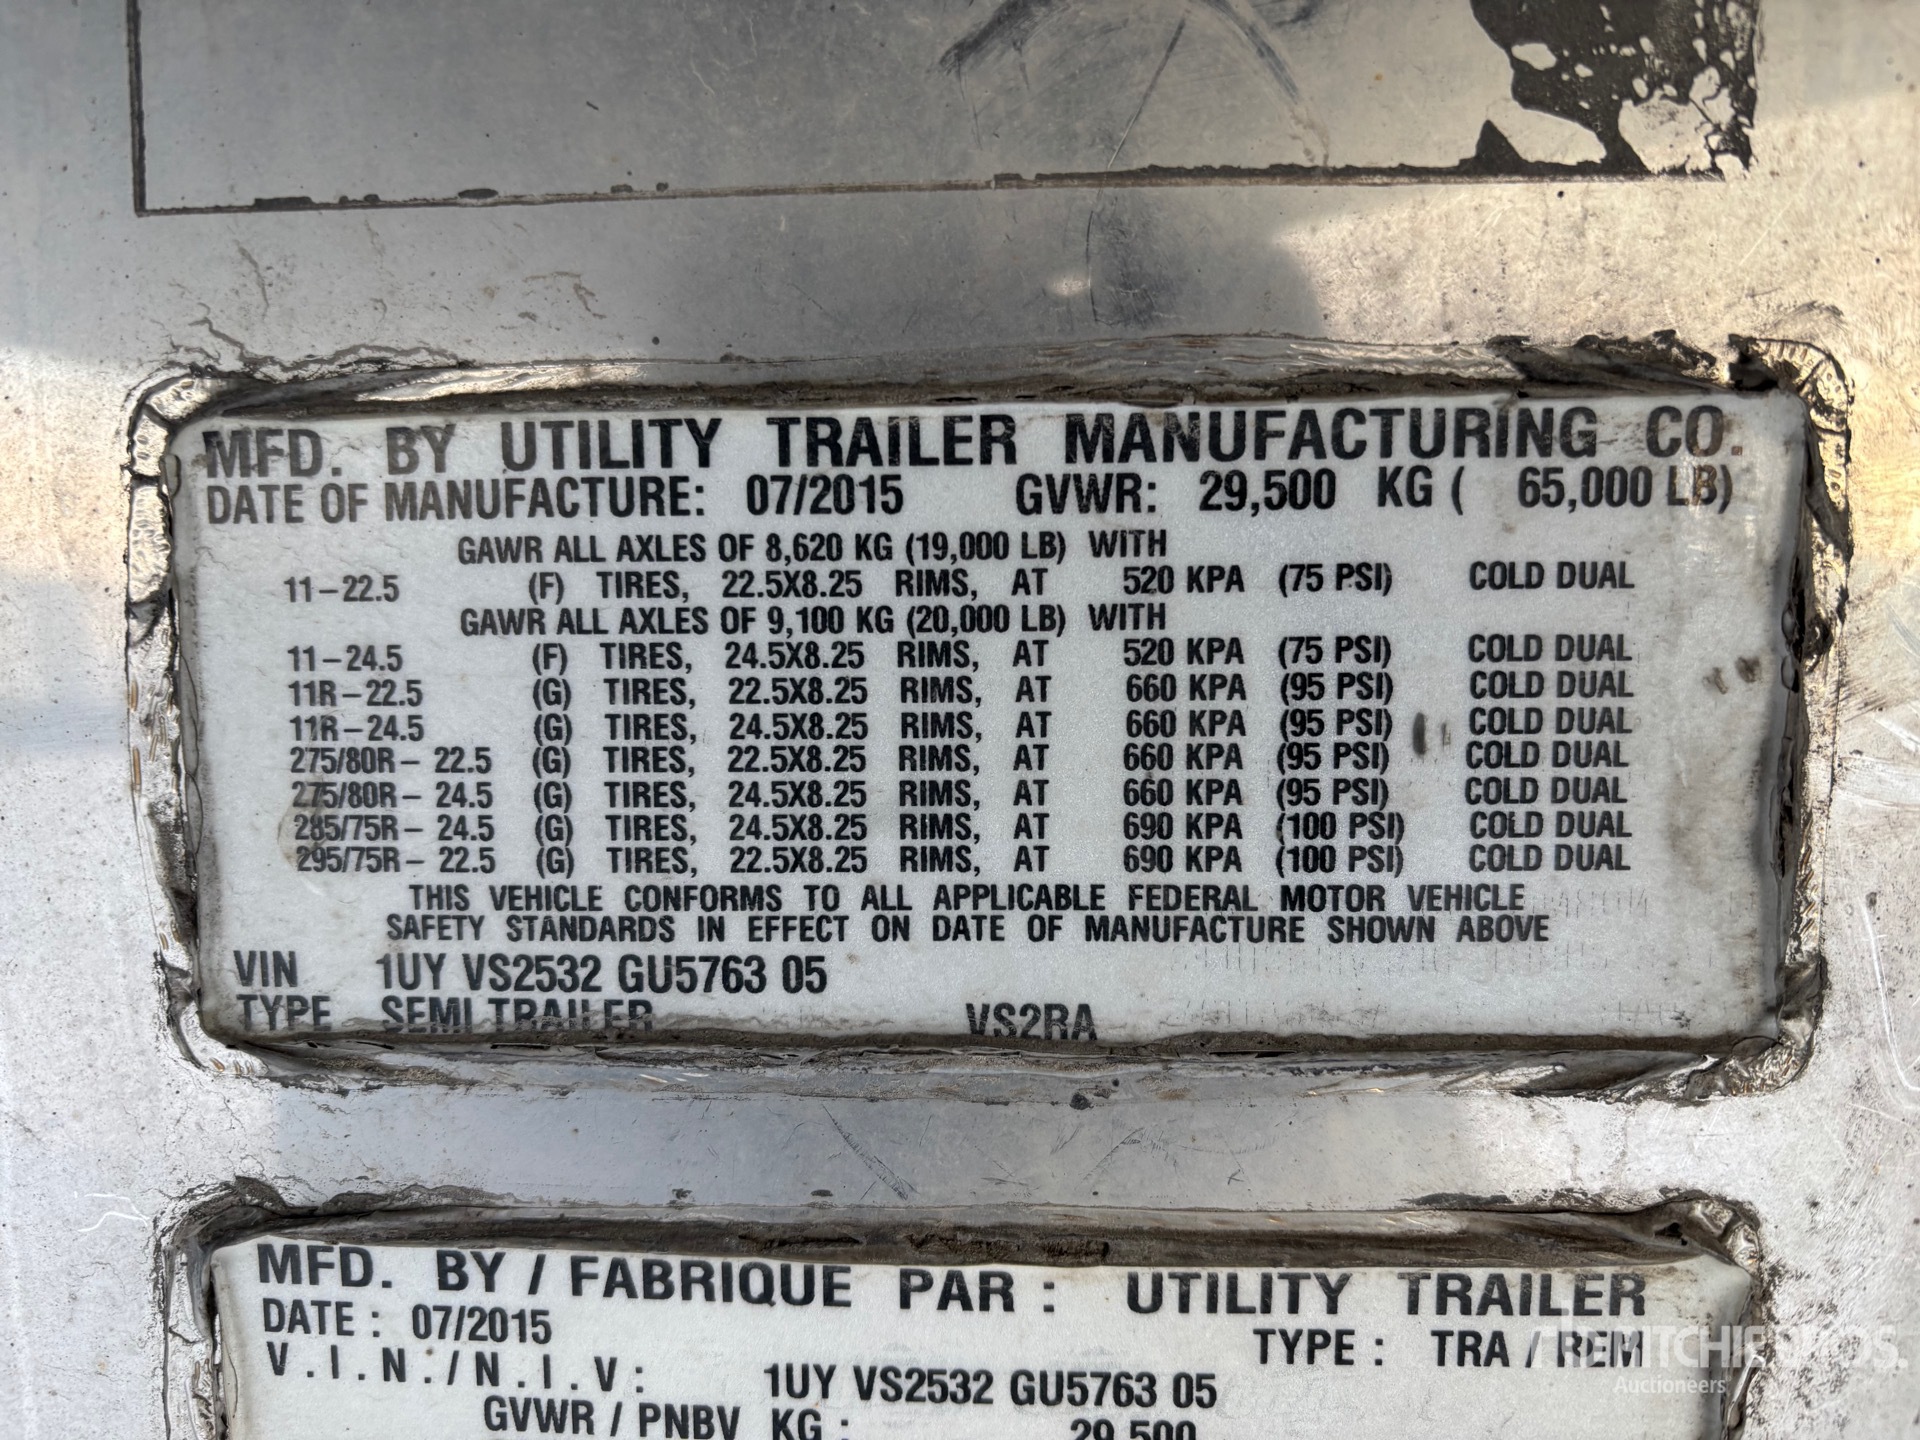 MFD. BY UTILITY TRAILER MANUFACTURING CO.
DATE OF MANUFACTURE: 07/2015 GVWR: 29,500 KG ( 65,000 LB)
GAWR ALL AXLES OF 8,620 KG (19,000 LB) WITH
11-22.5 (F) TIRES, 22.5X8.25 RIMS, AT 520 KPA (75 PSI) COLD DUAL
GAWR ALL AXLES OF 9,100 KG (20,000 LB) WITH
11-24.5 (F) TIRES, 24.5X8.25 RIMS, AT 520 KPA (75 PSI) COLD DUAL
11R-22.5 (G) TIRES, 22.5X8.25 RIMS, AT 660 KPA (95 PSI) COLD DUAL
11R-24.5 (G) TIRES, 24.5X8.25 RIMS, AT 660 KPA (95 PSI) COLD DUAL
275/80R- 22.5 (G) TIRES, 22.5X8.25 RIMS, AT 660 KPA (95 PSI) COLD DUAL
275/80R- 24.5 (G) TIRES, 24.5X8.25 RIMS, AT 660 KPA (95 PSI) COLD DUAL
285/75R- 24.5 (G) TIRES, 24.5X8.25 RIMS, AT 690 KPA (100 PSI) COLD DUAL
295/75R- 22.5 (G) TIRES, 22.5X8.25 RIMS, AT 690 KPA (100 PSI) COLD DUAL
THIS VEHICLE CONFORMS TO ALL APPLICABLE FEDERAL MOTOR VEHICLE
SAFETY STANDARDS IN EFFECT ON DATE OF MANUFACTURE SHOWN ABOVE
VIN 1UY VS2532 GU5763 05
TYPE SEMI TRAILER VS2RA
MFD. BY / FABRIQUE PAR : UTILITY TRAILER
DATE : 07/2015 TYPE : TRA / REM
V.I.N./N.I.V: 1UY VS2532 GU5763 05
GVWR / PNBV KG : 29,500
RITCHIE BROS.
Auctioneers